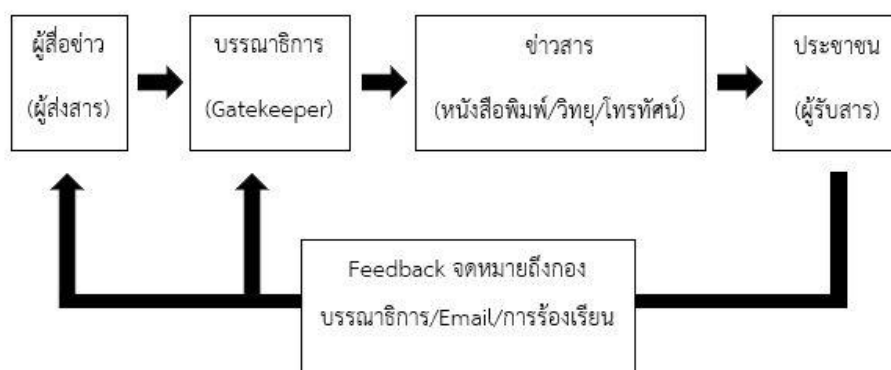 ผู้สื่อข่าว
(ผู้ส่งสาร)
บรรณาธิการ
(Gatekeeper)
ข่าวสาร
(หนังสือพิมพ์/วิทยุ/โทรทัศน์)
ประชาชน
(ผู้รับสาร)
Feedback จดหมายถึงกอง
บรรณาธิการ/Email/การร้องเรียน